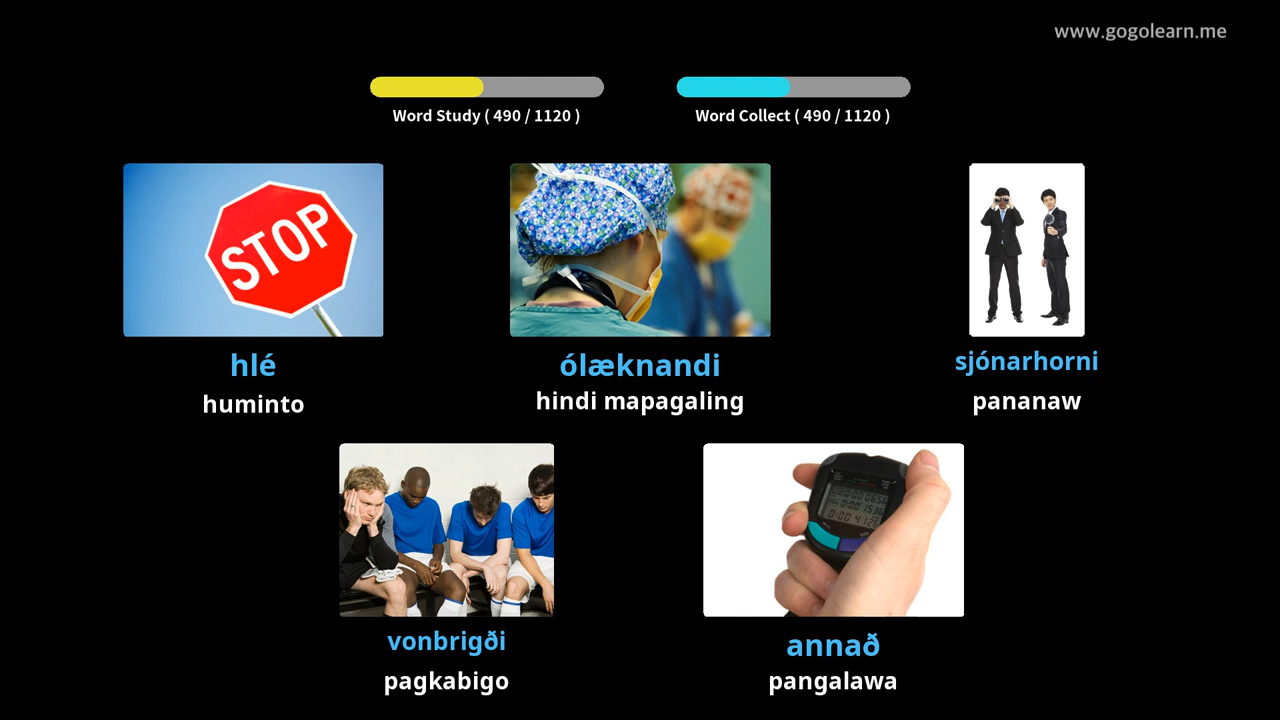 www.gogolearn.me
Word Study ( 490 / 1120 )
Word Collect ( 490 / 1120 )
STOP
hlé
huminto
ólæknandi
hindi mapagaling
sjónarhorni
pananaw
vonbrigði
pagkabigo
annað
pangalawa